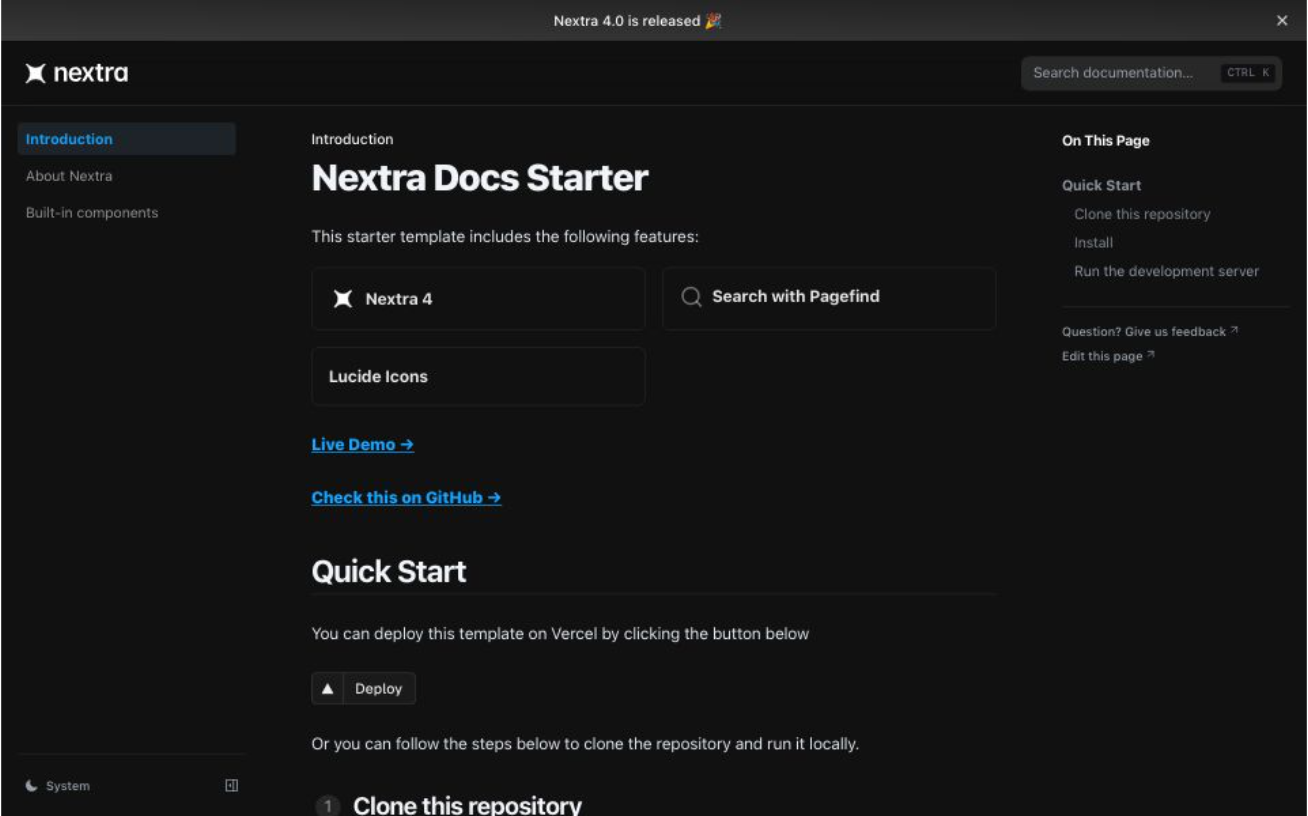 Nextra 4.0 is released 🎉
nextra
Search documentation... CTRL K
Introduction
About Nextra
Built-in components
System
Introduction
Nextra Docs Starter
This starter template includes the following features:
Nextra 4
Search with Pagefind
Lucide Icons
Live Demo →
Check this on GitHub →
Quick Start
You can deploy this template on Vercel by clicking the button below
Deploy
Or you can follow the steps below to clone the repository and run it locally.
1 Clone this repository
On This Page
Quick Start
Clone this repository
Install
Run the development server
Question? Give us feedback ↗
Edit this page ↗